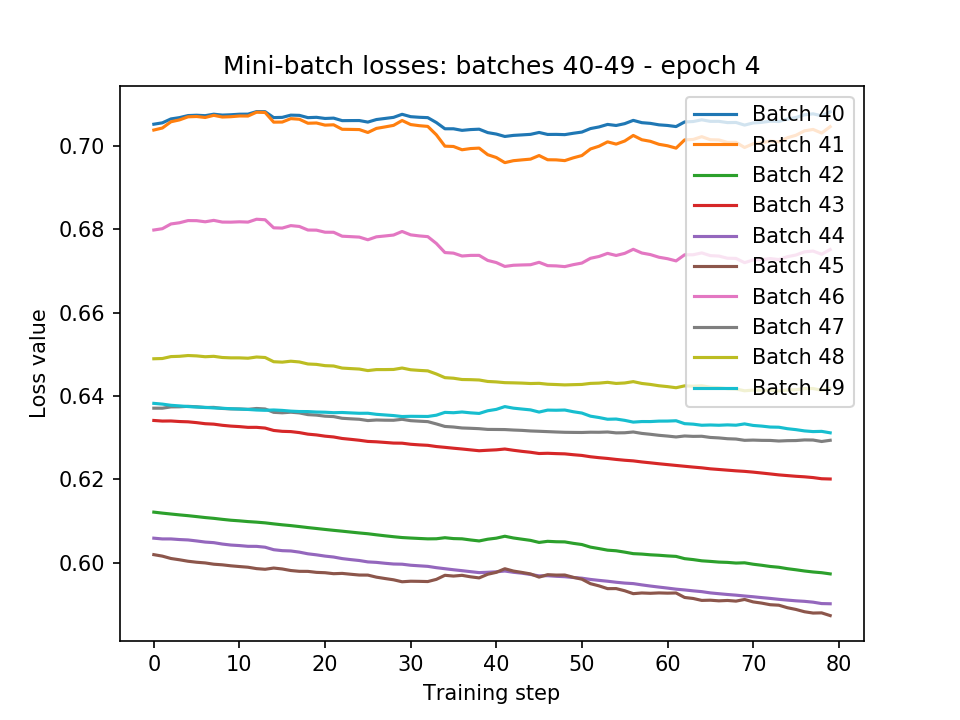 Mini-batch losses: batches 40-49 - epoch 4
Loss value
0.70
0.68
0.66
0.64
0.62
0.60
Batch 40
Batch 41
Batch 42
Batch 43
Batch 44
Batch 45
Batch 46
Batch 47
Batch 48
Batch 49
0 10 20 30 40 50 60 70 80
Training step